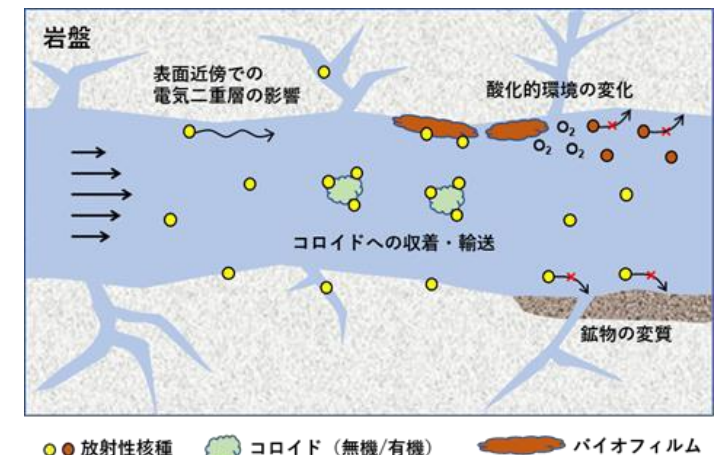 岩盤
表面近傍での
電気二重層の影響
酸化的環境の変化
O₂
O₂
O₂
コロイドへの収着・輸送
鉱物の変質
放射性核種
コロイド（無機/有機）
バイオフィルム